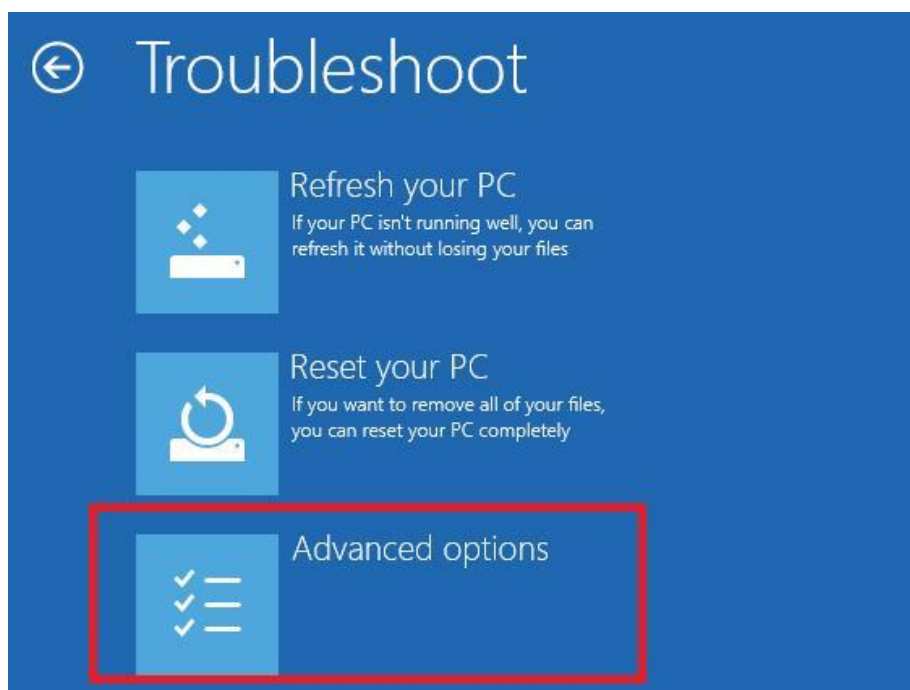 Troubleshoot
Refresh your PC
If your PC isn't running well, you can
refresh it without losing your files
Reset your PC
If you want to remove all of your files,
you can reset your PC completely
Advanced options